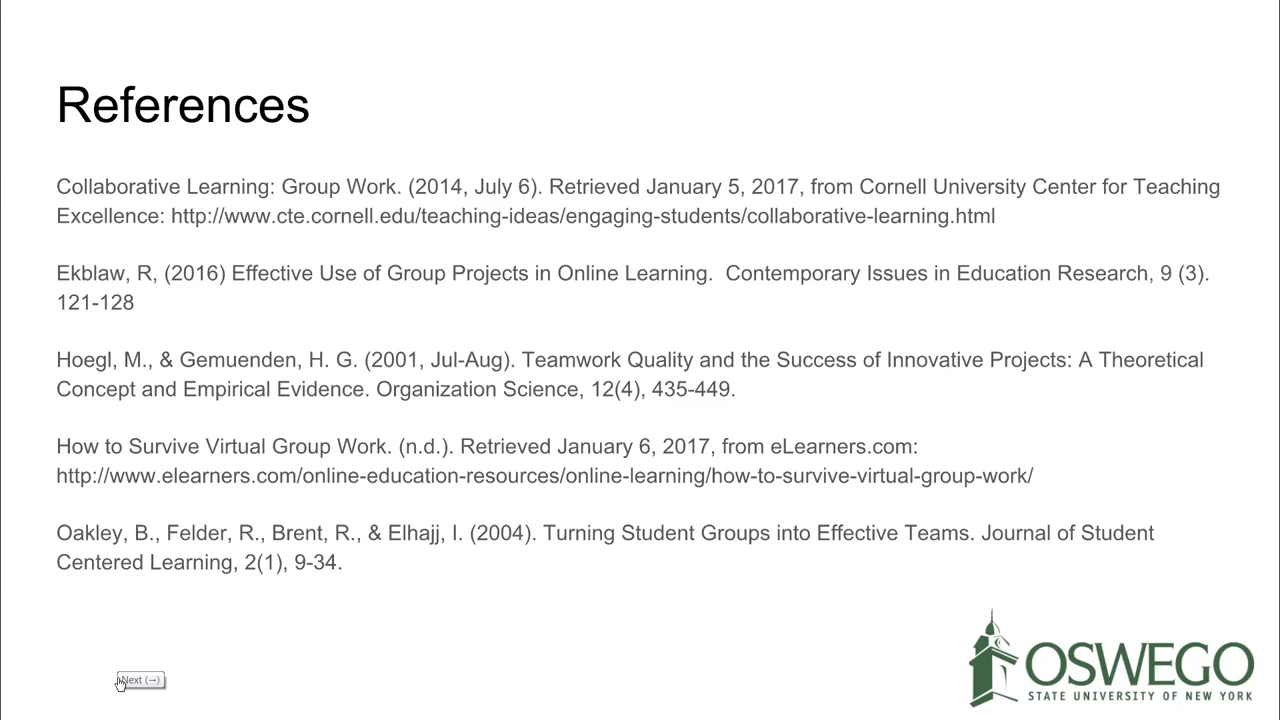 References
Collaborative Learning: Group Work. (2014, July 6). Retrieved January 5, 2017, from Cornell University Center for Teaching
Excellence: http://www.cte.cornell.edu/teaching-ideas/engaging-students/collaborative-learning.html
Ekblaw, R, (2016) Effective Use of Group Projects in Online Learning.  Contemporary Issues in Education Research, 9 (3).
121-128
Hoegl, M., & Gemuenden, H. G. (2001, Jul-Aug). Teamwork Quality and the Success of Innovative Projects: A Theoretical
Concept and Empirical Evidence. Organization Science, 12(4), 435-449.
How to Survive Virtual Group Work. (n.d.). Retrieved January 6, 2017, from eLearners.com:
http://www.elearners.com/online-education-resources/online-learning/how-to-survive-virtual-group-work/
Oakley, B., Felder, R., Brent, R., & Elhajj, I. (2004). Turning Student Groups into Effective Teams. Journal of Student
Centered Learning, 2(1), 9-34.
Next (→)
OSWEGO
STATE UNIVERSITY OF NEW YORK